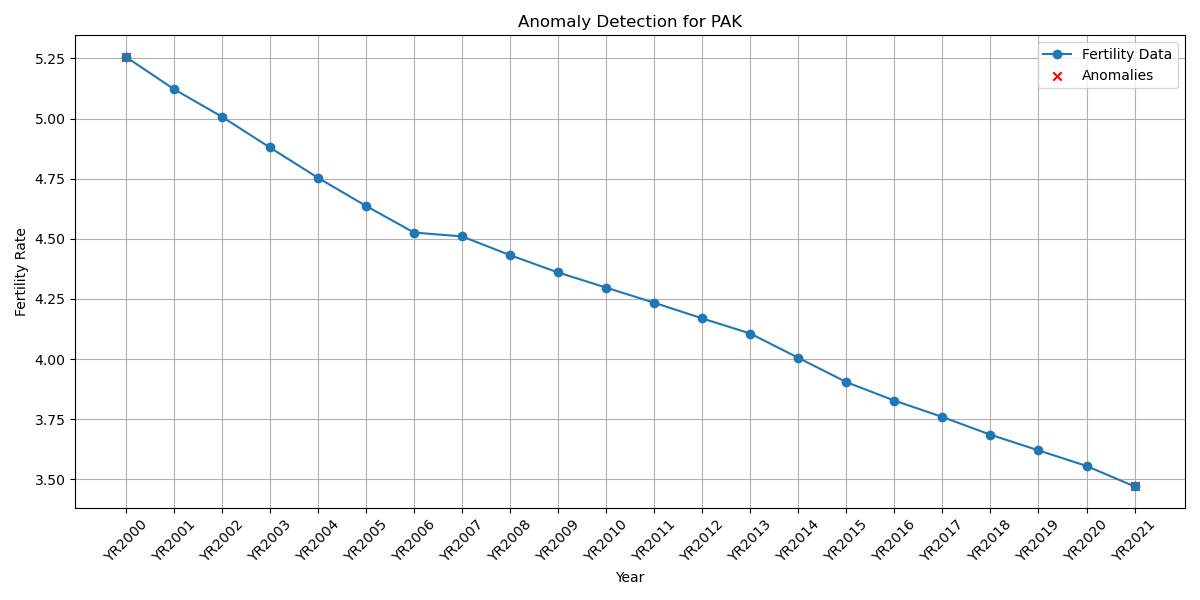 Anomaly Detection for PAK
Fertility Data
Anomalies
Fertility Rate
5.25
5.00
4.75
4.50
4.25
4.00
3.75
3.50
YR2000
YR2001
YR2002
YR2003
YR2004
YR2005
YR2006
YR2007
YR2008
YR2009
YR2010
YR2011
YR2012
YR2013
YR2014
YR2015
YR2016
YR2017
YR2018
YR2019
YR2020
YR2021
Year